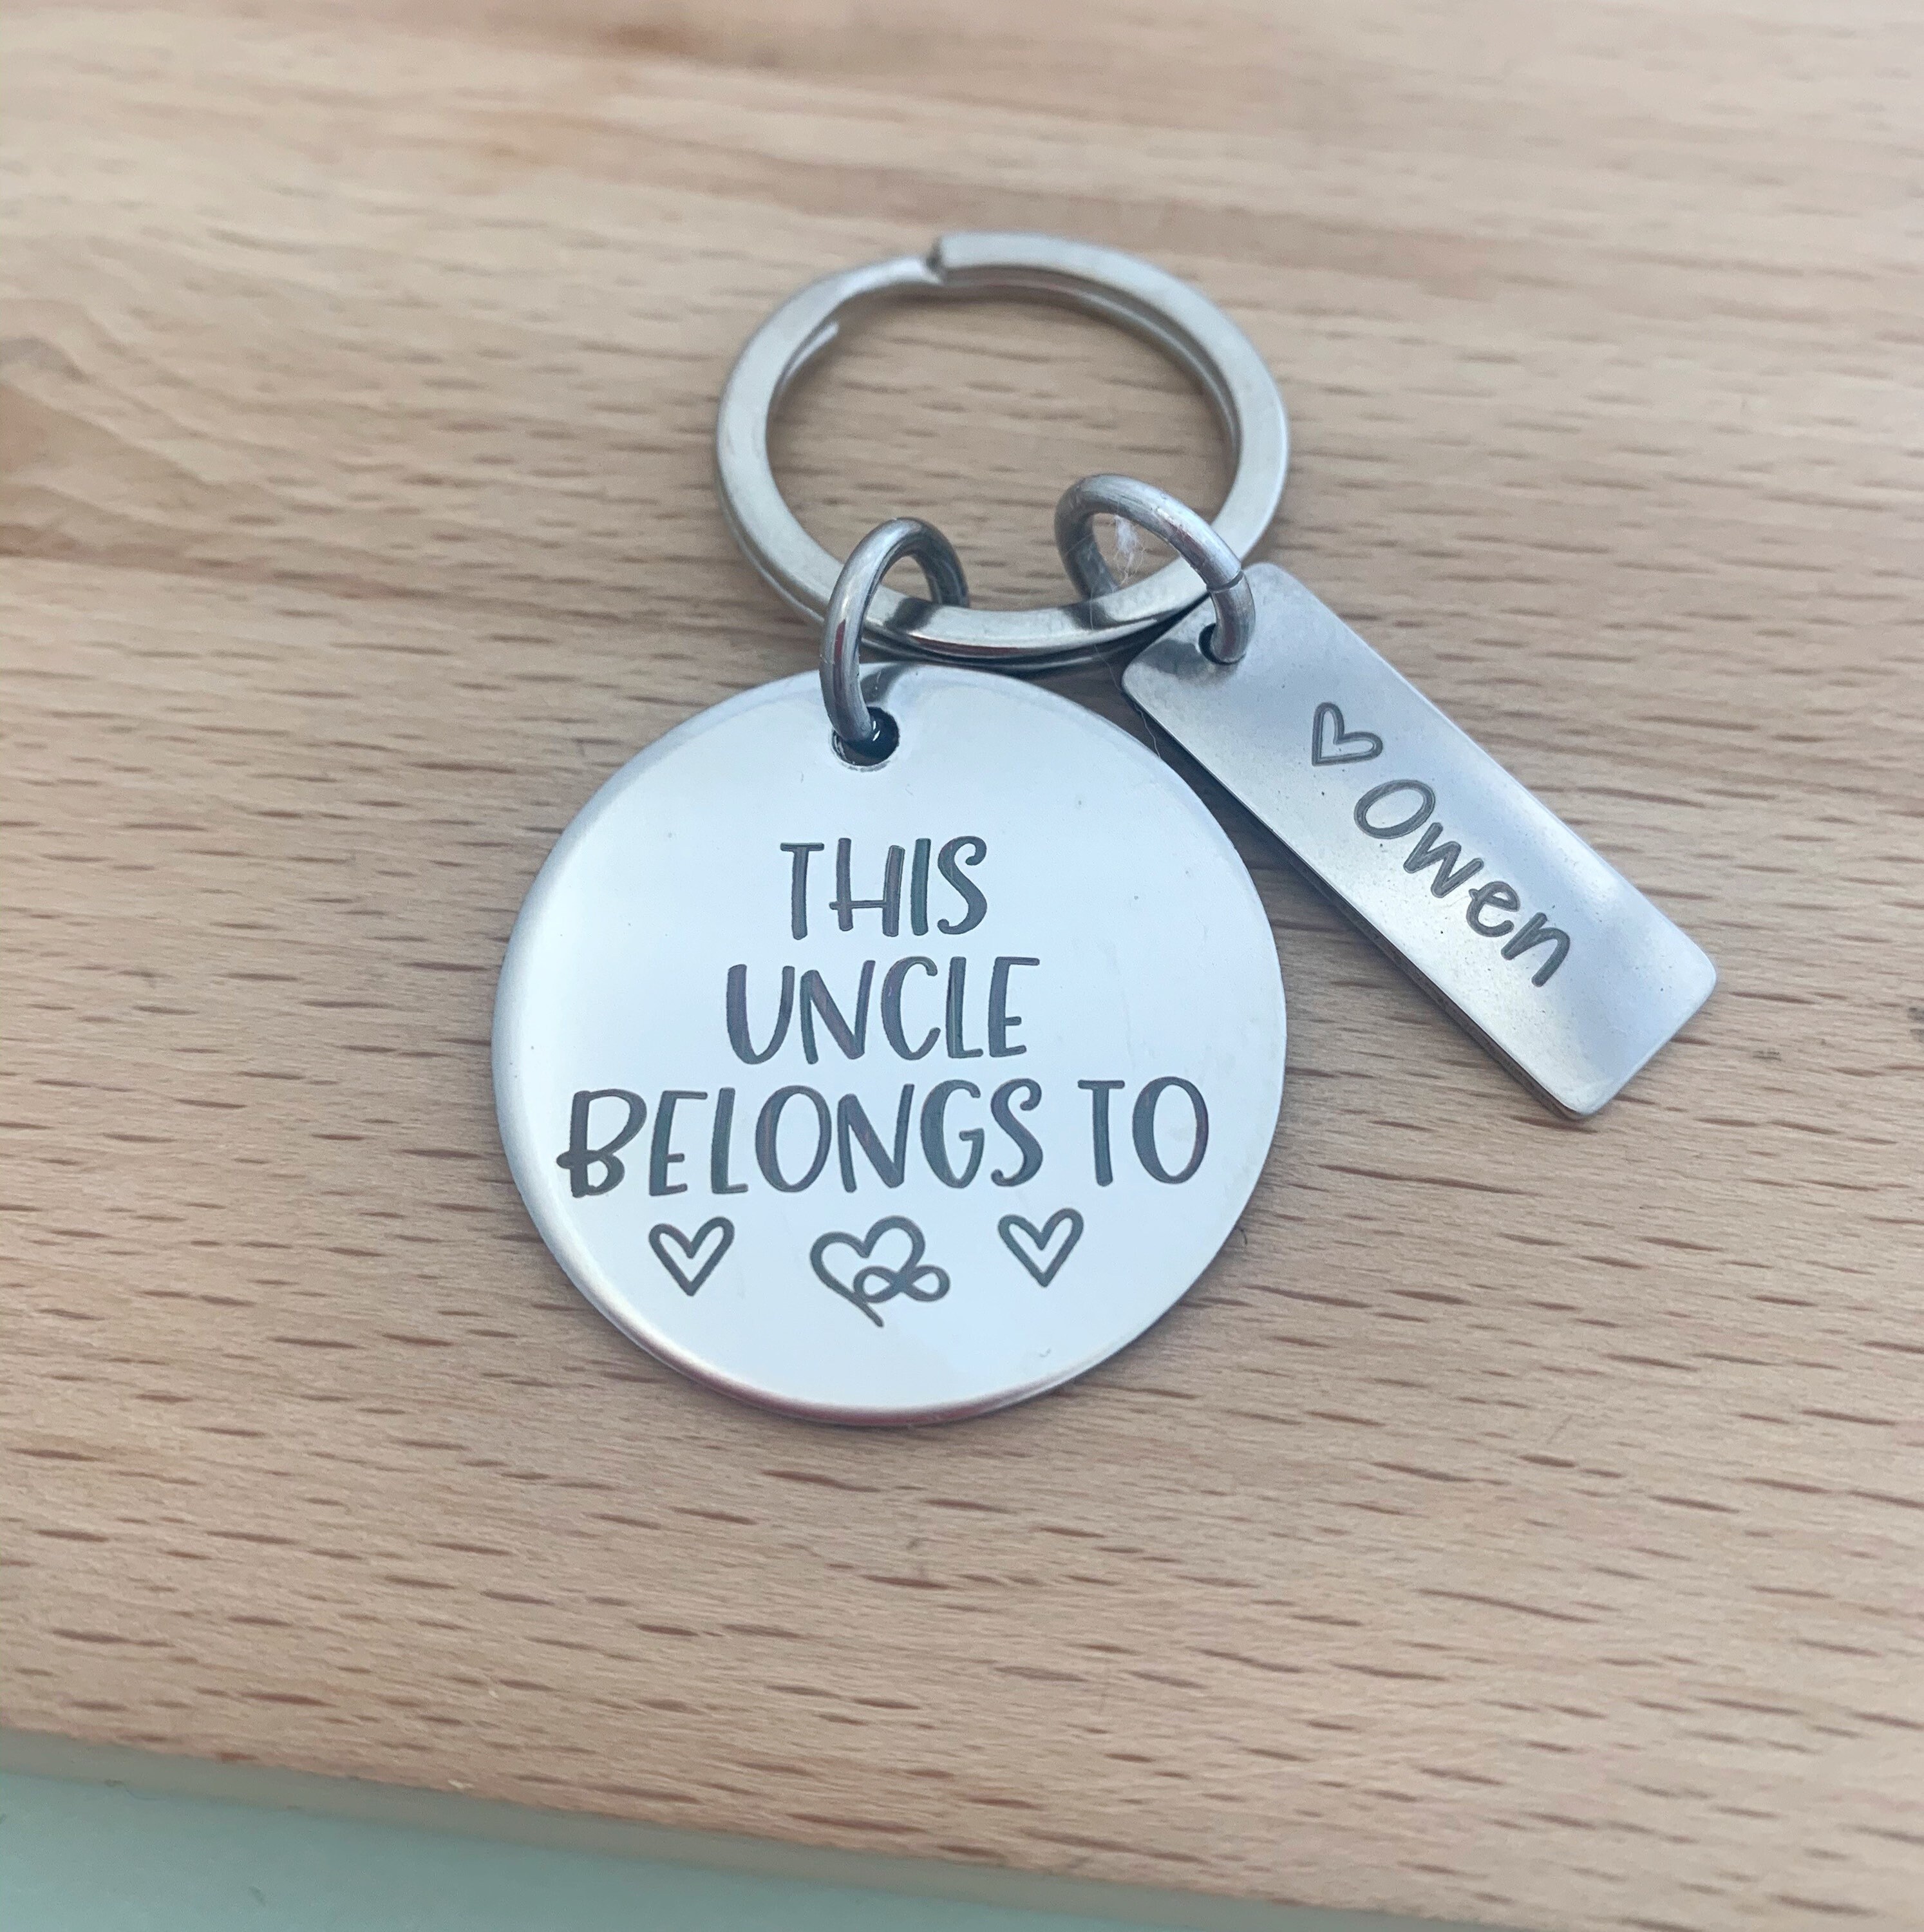 THIS
UNCLE
BELONGS TO
Owen